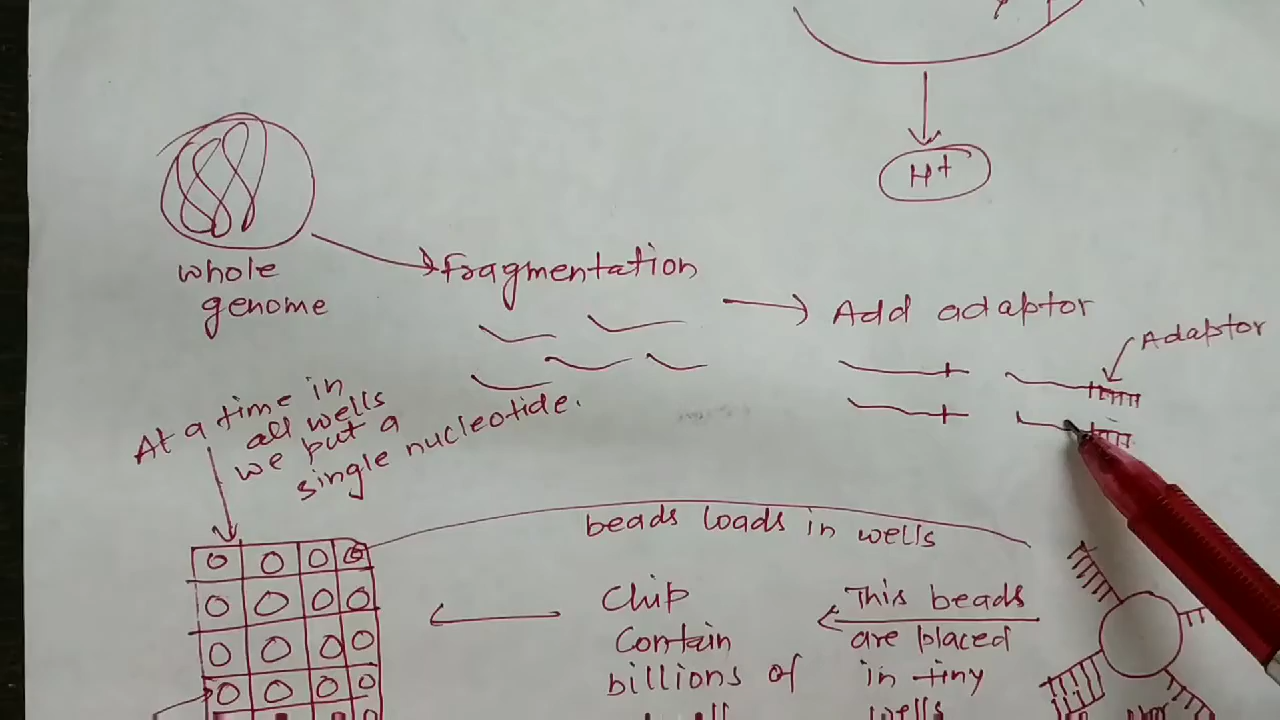 H+
whole
genome
fragmentation
Add adaptor
Adaptor
At a time in
all wells
we put a
single nucleotide.
beads loads in wells
Chip
Contain
billions of
This beads
are placed
in tiny
wells